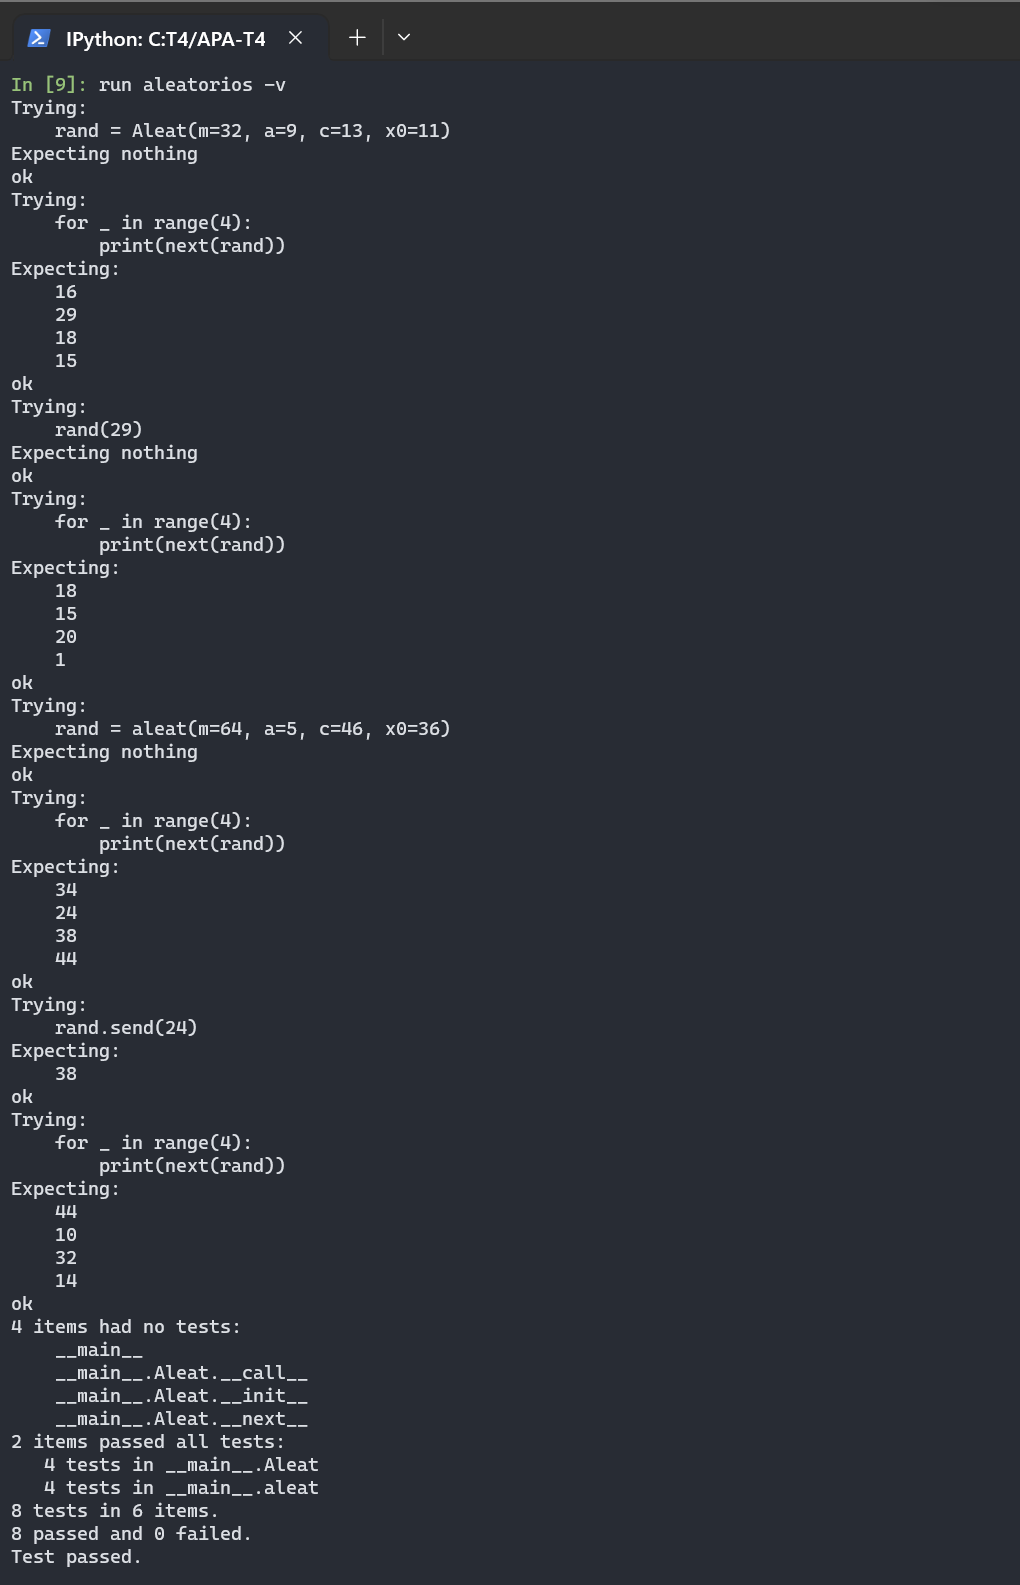 IPython: C:T4/APA-T4
In [9]: run aleatorios -v
Trying:
    rand = Aleat(m=32, a=9, c=13, x0=11)
Expecting nothing
ok
Trying:
    for _ in range(4):
        print(next(rand))
Expecting:
    16
    29
    18
    15
ok
Trying:
    rand(29)
Expecting nothing
ok
Trying:
    for _ in range(4):
        print(next(rand))
Expecting:
    18
    15
    20
    1
ok
Trying:
    rand = aleat(m=64, a=5, c=46, x0=36)
Expecting nothing
ok
Trying:
    for _ in range(4):
        print(next(rand))
Expecting:
    34
    24
    38
    44
ok
Trying:
    rand.send(24)
Expecting:
    38
ok
Trying:
    for _ in range(4):
        print(next(rand))
Expecting:
    44
    10
    32
    14
ok
4 items had no tests:
    __main__
    __main__.Aleat.__call__
    __main__.Aleat.__init__
    __main__.Aleat.__next__
2 items passed all tests:
   4 tests in __main__.Aleat
   4 tests in __main__.aleat
8 tests in 6 items.
8 passed and 0 failed.
Test passed.